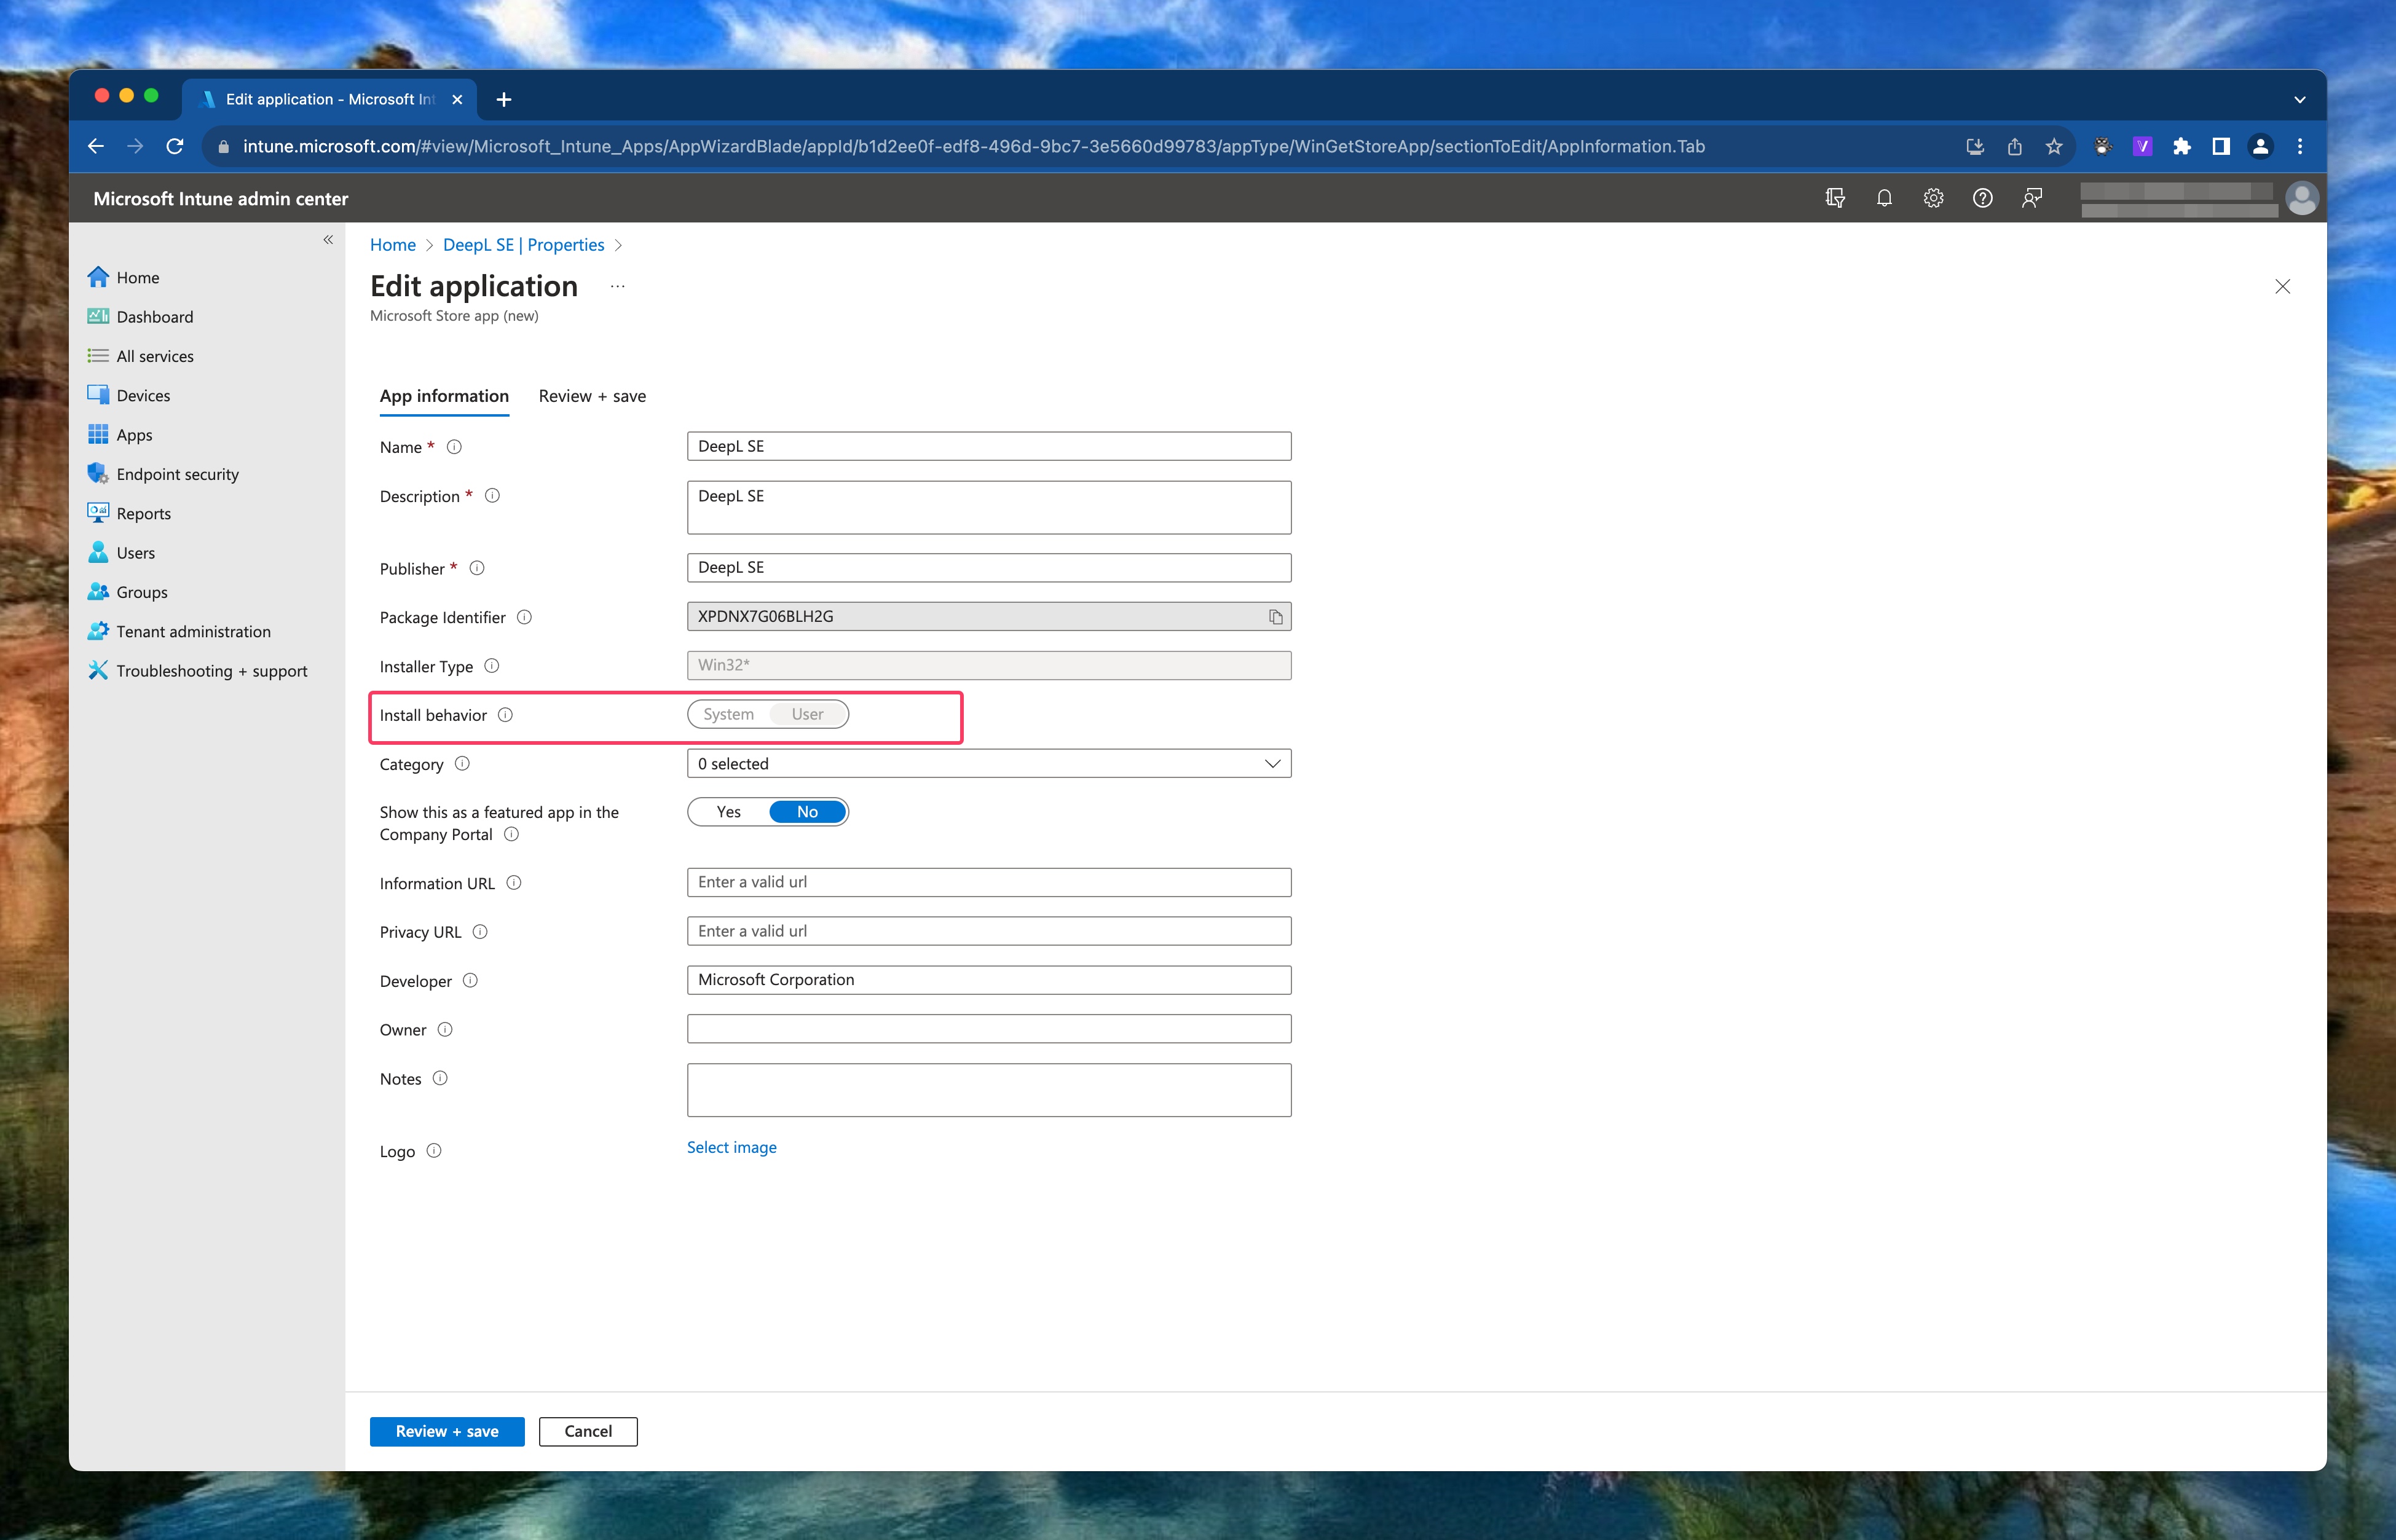 Edit application - Microsoft Int
intune.microsoft.com/#view/Microsoft_Intune_Apps/AppWizardBlade/appId/b1d2ee0f-edf8-496d-9bc7-3e5660d99783/appType/WinGetStoreApp/sectionToEdit/AppInformation.Tab
V
Microsoft Intune admin center
Home > DeepL SE | Properties >
Edit application ...
Microsoft Store app (new)
Home
Dashboard
All services
Devices
Apps
Endpoint security
Reports
Users
Groups
Tenant administration
Troubleshooting + support
App information Review + save
Name * DeepL SE
Description * DeepL SE
Publisher * DeepL SE
Package Identifier XPDNX7G06BLH2G
Installer Type Win32*
Install behavior System User
Category 0 selected
Show this as a featured app in the
Company Portal
Yes No
Information URL Enter a valid url
Privacy URL Enter a valid url
Developer Microsoft Corporation
Owner
Notes
Logo Select image
Review + save Cancel